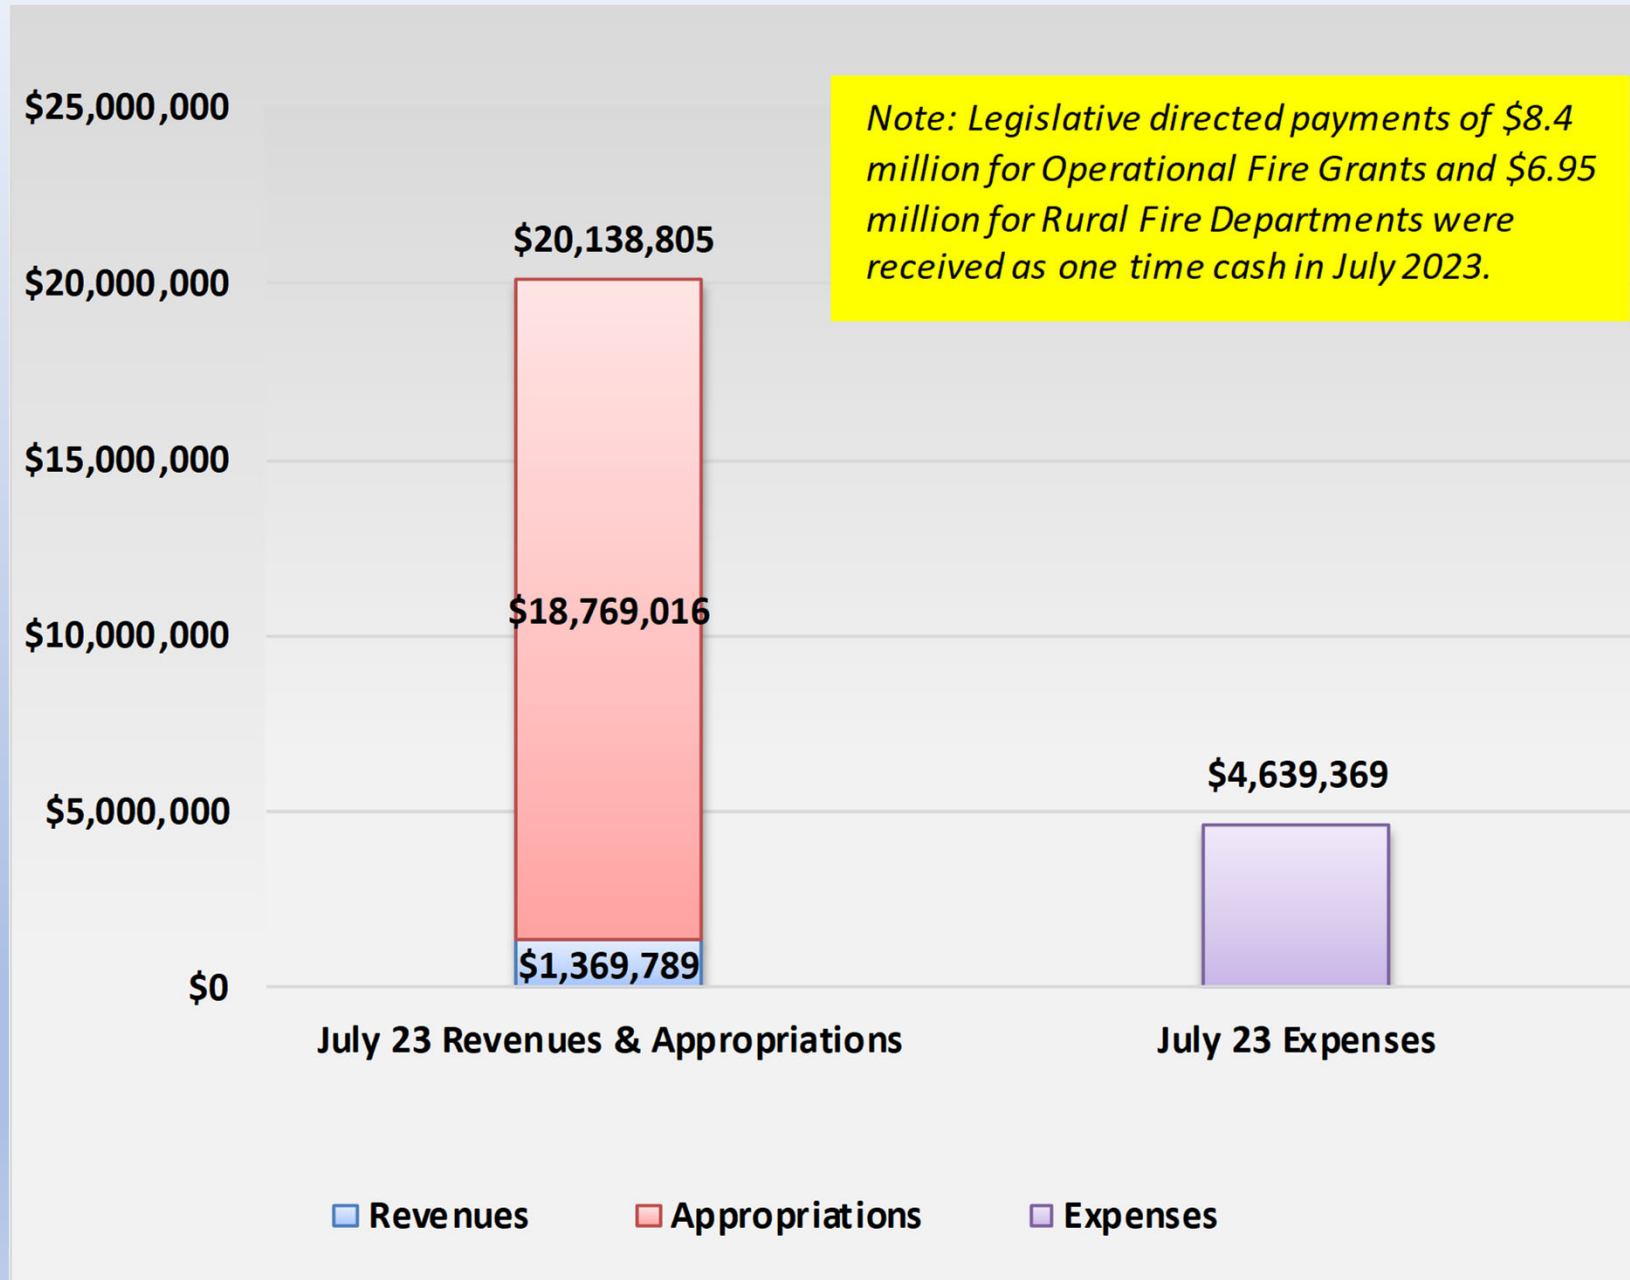 $25,000,000
$20,000,000
$15,000,000
$10,000,000
$5,000,000
$0
Note: Legislative directed payments of $8.4
million for Operational Fire Grants and $6.95
million for Rural Fire Departments were
received as one time cash in July 2023.
$20,138,805
$18,769,016
$1,369,789
$4,639,369
July 23 Revenues & Appropriations
July 23 Expenses
Revenues
Appropriations
Expenses